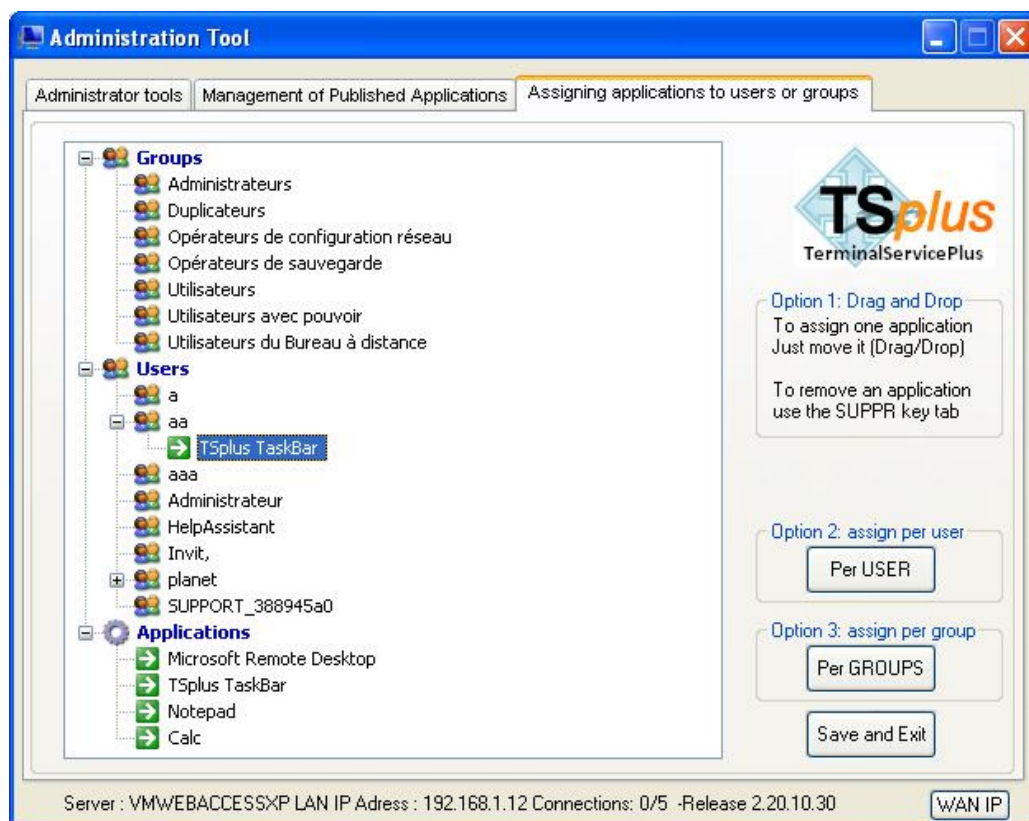 Administration Tool
Administrator tools
Management of Published Applications
Assigning applications to users or groups
Groups
Administrateurs
Duplicateurs
Opérateurs de configuration réseau
Opérateurs de sauvegarde
Utilisateurs
Utilisateurs avec pouvoir
Utilisateurs du Bureau à distance
Users
a
aa
TSplus TaskBar
aaa
Administrateur
HelpAssistant
Invit,
planet
SUPPORT_388945a0
Applications
Microsoft Remote Desktop
TSplus TaskBar
Notepad
Calc
TSplus
TerminalServicePlus
Option 1: Drag and Drop
To assign one application
Just move it (Drag/Drop)
To remove an application
use the SUPPR key tab
Option 2: assign per user
Per USER
Option 3: assign per group
Per GROUPS
Save and Exit
Server : VMWEBACCESSXP LAN IP Adress : 192.168.1.12 Connections: 0/5 -Release 2.20.10.30
WAN IP